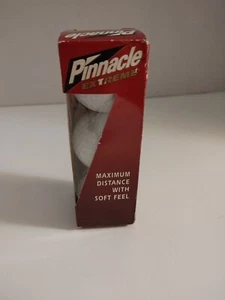 Pinnacle
EXTREME
MAXIMUM
DISTANCE
WITH
SOFT FEEL